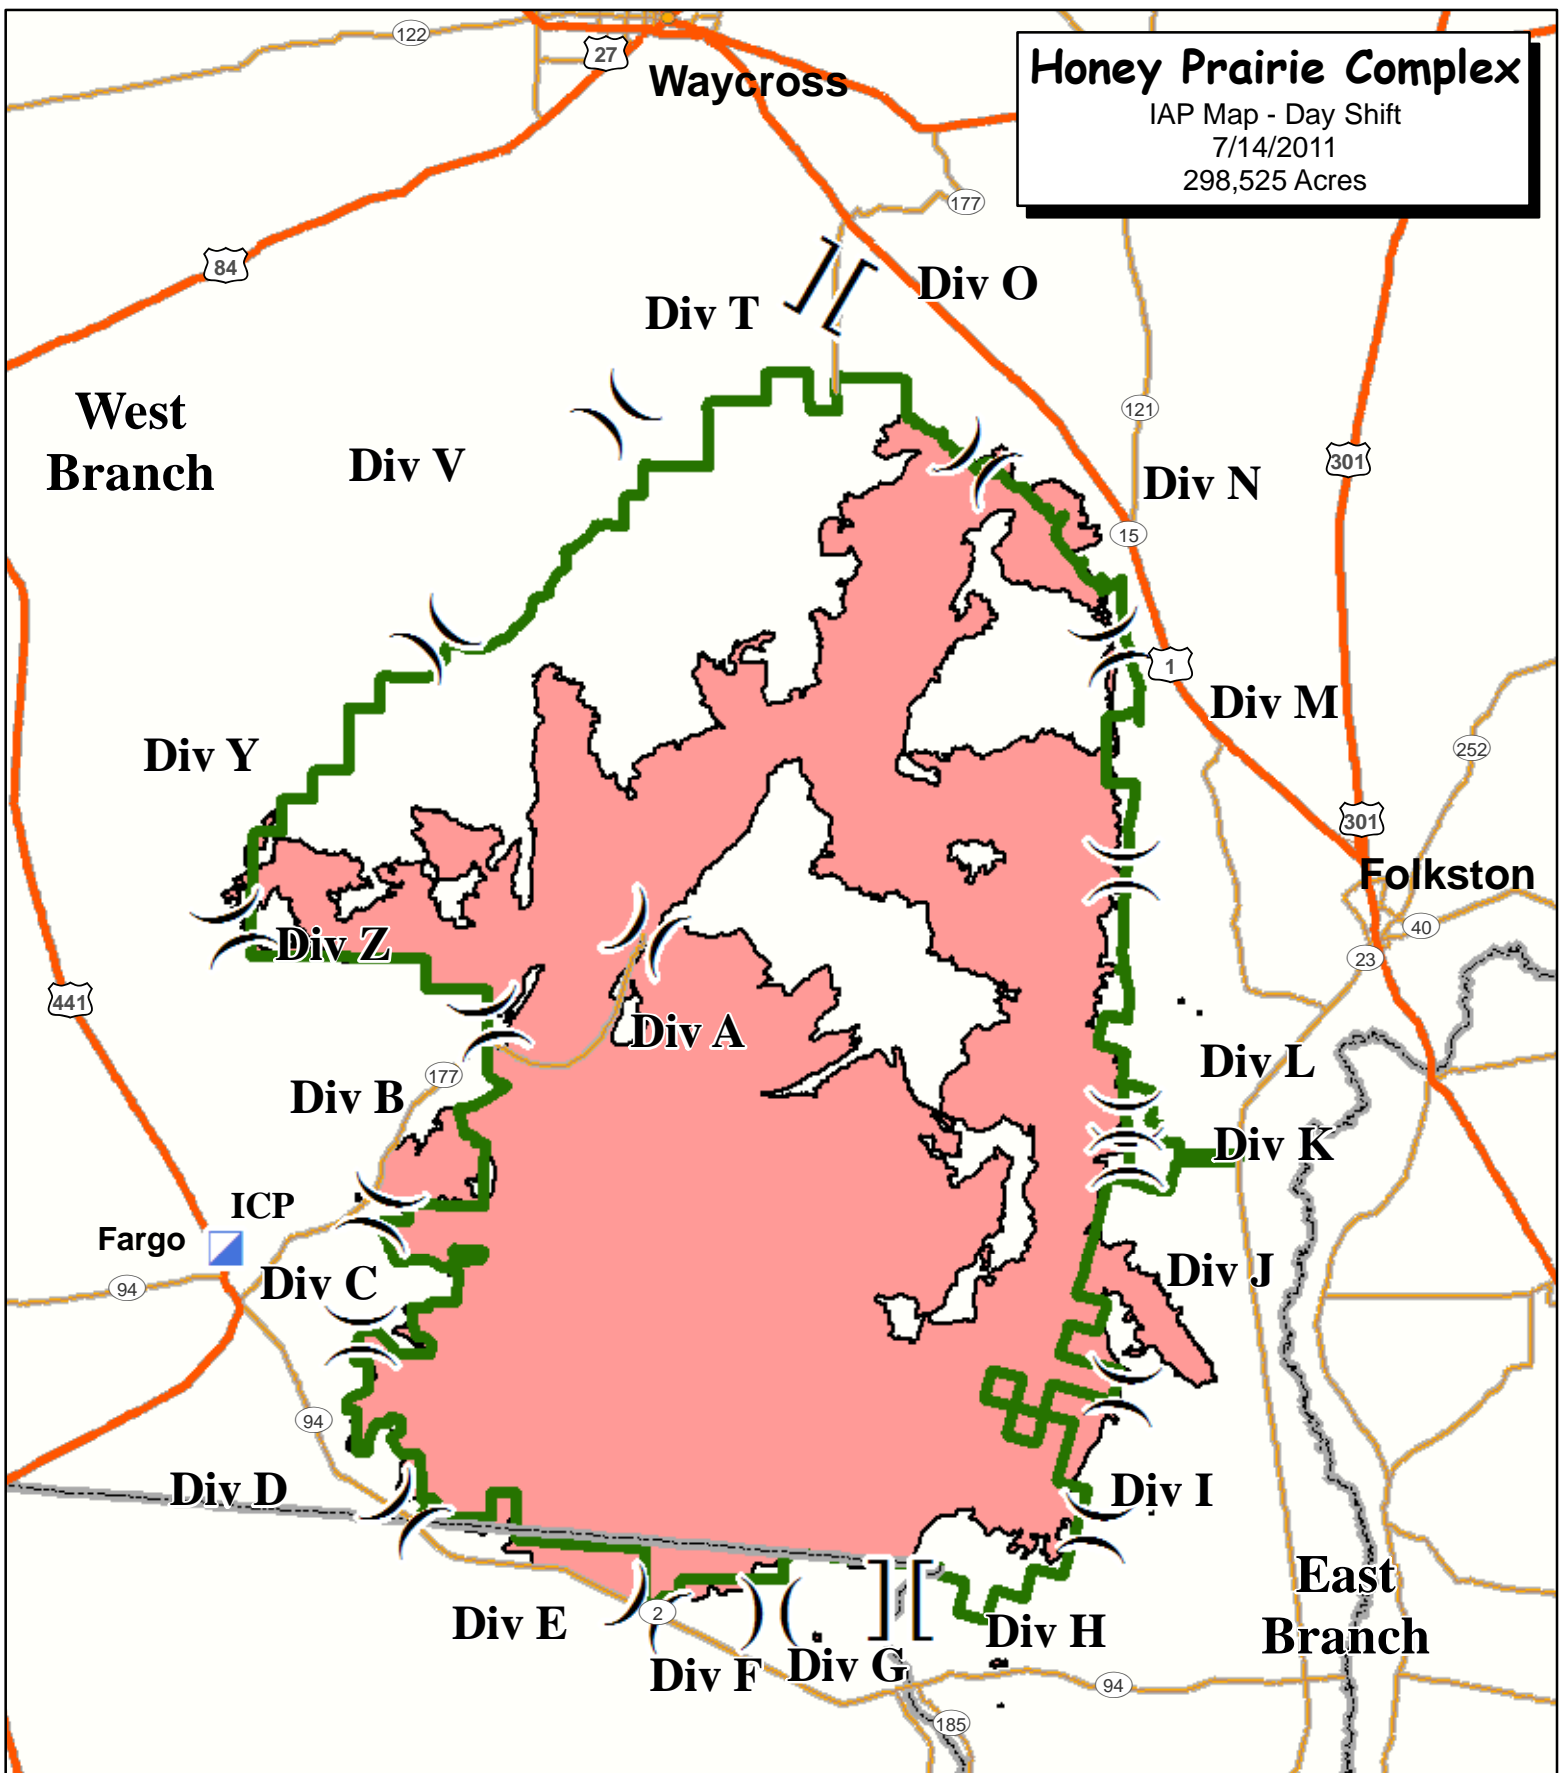 Honey Prairie Complex
IAP Map - Day Shift
7/14/2011
298,525 Acres
122
27
Waycross
177
84
Div O
Div T
West
Branch
121
Div V
301
Div N
15
1
Div M
Div Y
252
301
Folkston
40
Div Z
23
441
Div A
Div L
177
Div B
Div K
ICP
Fargo
Div J
94
Div C
94
Div D
Div I
East
Branch
2
Div E
Div H
Div F
Div G
94
185